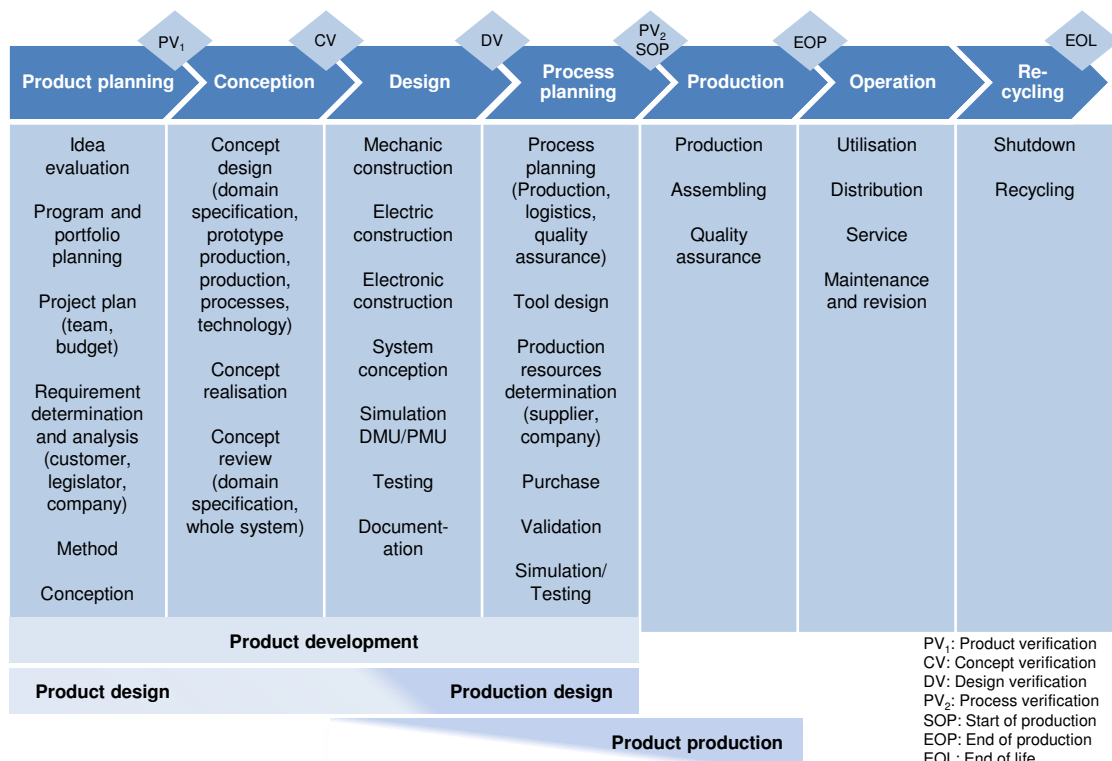 PV1
CV
DV
PV2
SOP
EOP
EOL
Product planning
Conception
Design
Process
planning
Production
Operation
Re-
cycling
Idea
evaluation
Program and
portfolio
planning
Project plan
(team,
budget)
Requirement
determination
and analysis
(customer,
legislator,
company)
Method
Conception
Concept
design
(domain
specification,
prototype
production,
production,
processes,
technology)
Concept
realisation
Concept
review
(domain
specification,
whole system)
Mechanic
construction
Electric
construction
Electronic
construction
System
conception
Simulation
DMU/PMU
Testing
Document-
ation
Process
planning
(Production,
logistics,
quality
assurance)
Tool design
Production
resources
determination
(supplier,
company)
Purchase
Validation
Simulation/
Testing
Production
Assembling
Quality
assurance
Utilisation
Distribution
Service
Maintenance
and revision
Shutdown
Recycling
Product development
Product design
Production design
Product production
PV1: Product verification
CV: Concept verification
DV: Design verification
PV2: Process verification
SOP: Start of production
EOP: End of production
EOL: End of life